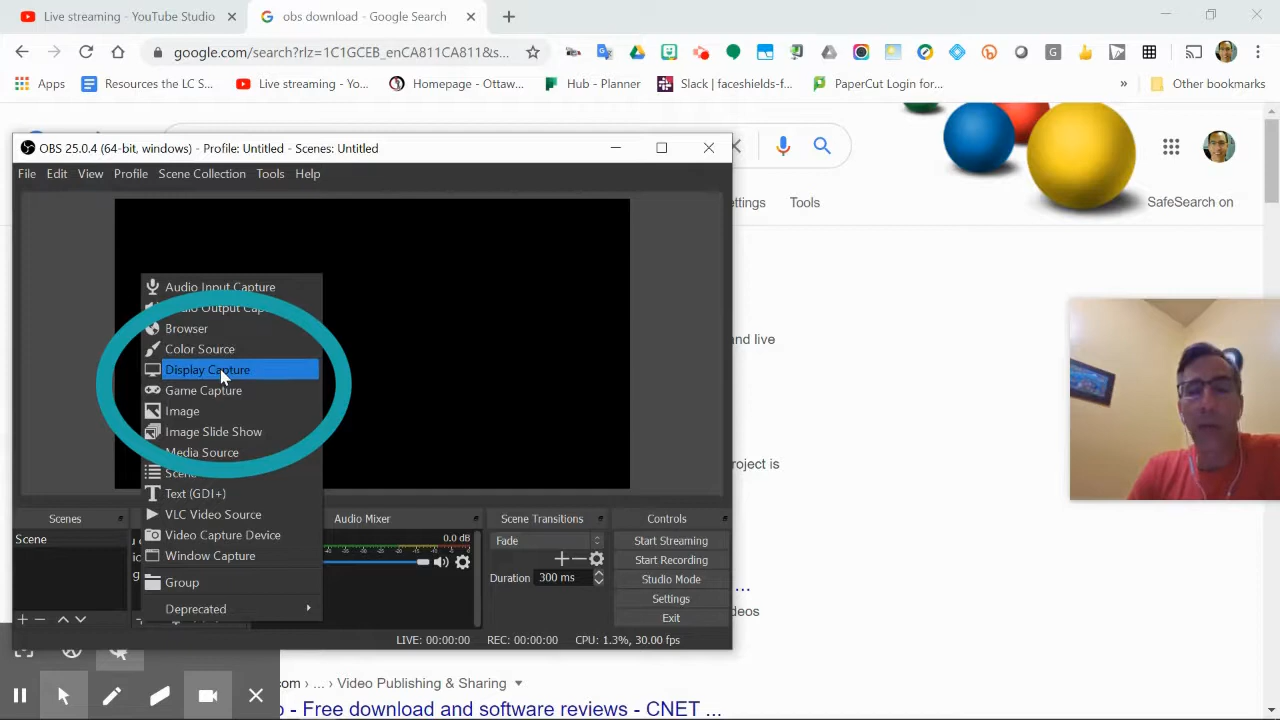 Live streaming - YouTube Studio
obs download - Google Search
google.com/search?rlz=1C1GCEB_enCA811CA811&s...
Apps
Resources the LC S...
Live streaming - Yo...
Homepage - Ottaw...
Hub - Planner
Slack | faceshields-f...
PaperCut Login for...
»
Other bookmarks
OBS 25.0.4 (64-bit, windows) - Profile: Untitled - Scenes: Untitled
File Edit View Profile Scene Collection Tools Help
ettings
Tools
SafeSearch on
Audio Input Capture
Audio Output Capt
Browser
Color Source
Display Capture
Game Capture
Image
Image Slide Show
Media Source
Scene
Text (GDI+)
VLC Video Source
Video Capture Device
Window Capture
Group
Deprecated
nd live
roject is
...
deos
Scenes
Scene
Audio Mixer
0.0 dB
Scene Transitions
Fade
Duration 300 ms
Controls
Start Streaming
Start Recording
Studio Mode
Settings
Exit
LIVE: 00:00:00
REC: 00:00:00
CPU: 1.3%, 30.00 fps
com › ... › Video Publishing & Sharing
- Free download and software reviews - CNET ...